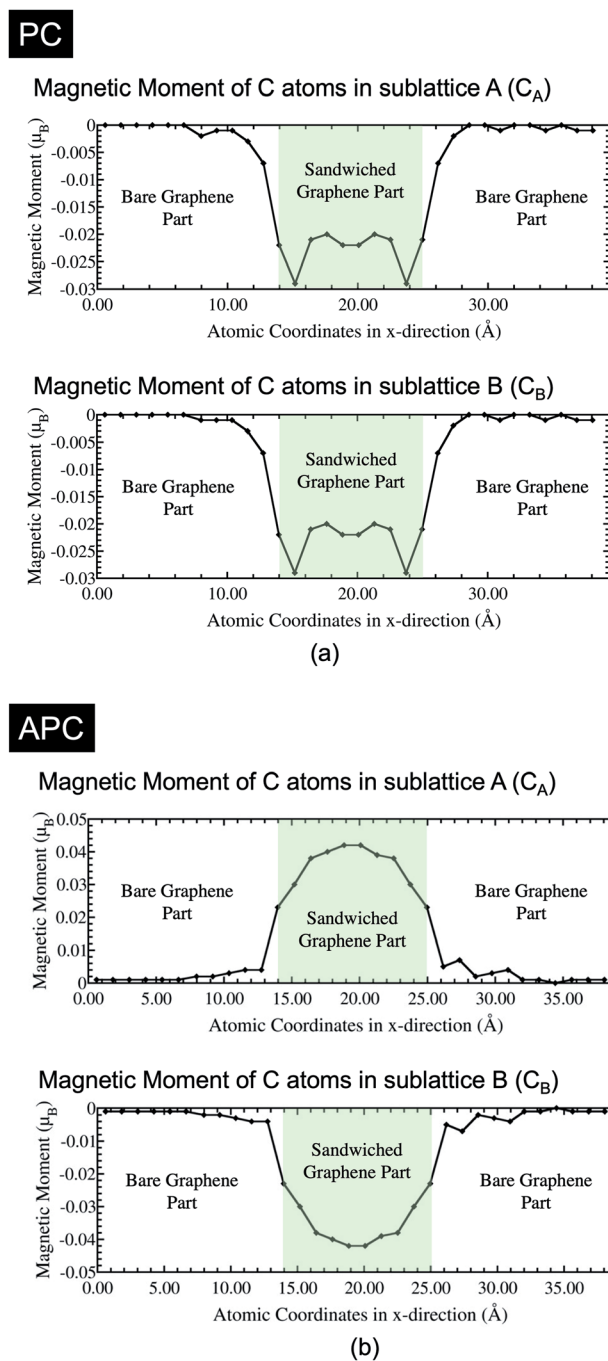 PC
Magnetic Moment of C atoms in sublattice A (C_A)
Magnetic Moment (μ_B)
0
-0.005
-0.01
-0.015
-0.02
-0.025
-0.03
Bare Graphene
Part
Sandwiched
Graphene Part
Bare Graphene
Part
0.00 10.00 20.00 30.00
Atomic Coordinates in x-direction (Å)
Magnetic Moment of C atoms in sublattice B (C_B)
Magnetic Moment (μ_B)
0
-0.005
-0.01
-0.015
-0.02
-0.025
-0.03
Bare Graphene
Part
Sandwiched
Graphene Part
Bare Graphene
Part
0.00 10.00 20.00 30.00
Atomic Coordinates in x-direction (Å)
(a)
APC
Magnetic Moment of C atoms in sublattice A (C_A)
Magnetic Moment (μ_B)
0.05
0.04
0.03
0.02
0.01
0
Bare Graphene
Part
Sandwiched
Graphene Part
Bare Graphene
Part
0.00 5.00 10.00 15.00 20.00 25.00 30.00 35.00
Atomic Coordinates in x-direction (Å)
Magnetic Moment of C atoms in sublattice B (C_B)
Magnetic Moment (μ_B)
0
-0.01
-0.02
-0.03
-0.04
-0.05
Bare Graphene
Part
Sandwiched
Graphene Part
Bare Graphene
Part
0.00 5.00 10.00 15.00 20.00 25.00 30.00 35.00
Atomic Coordinates in x-direction (Å)
(b)